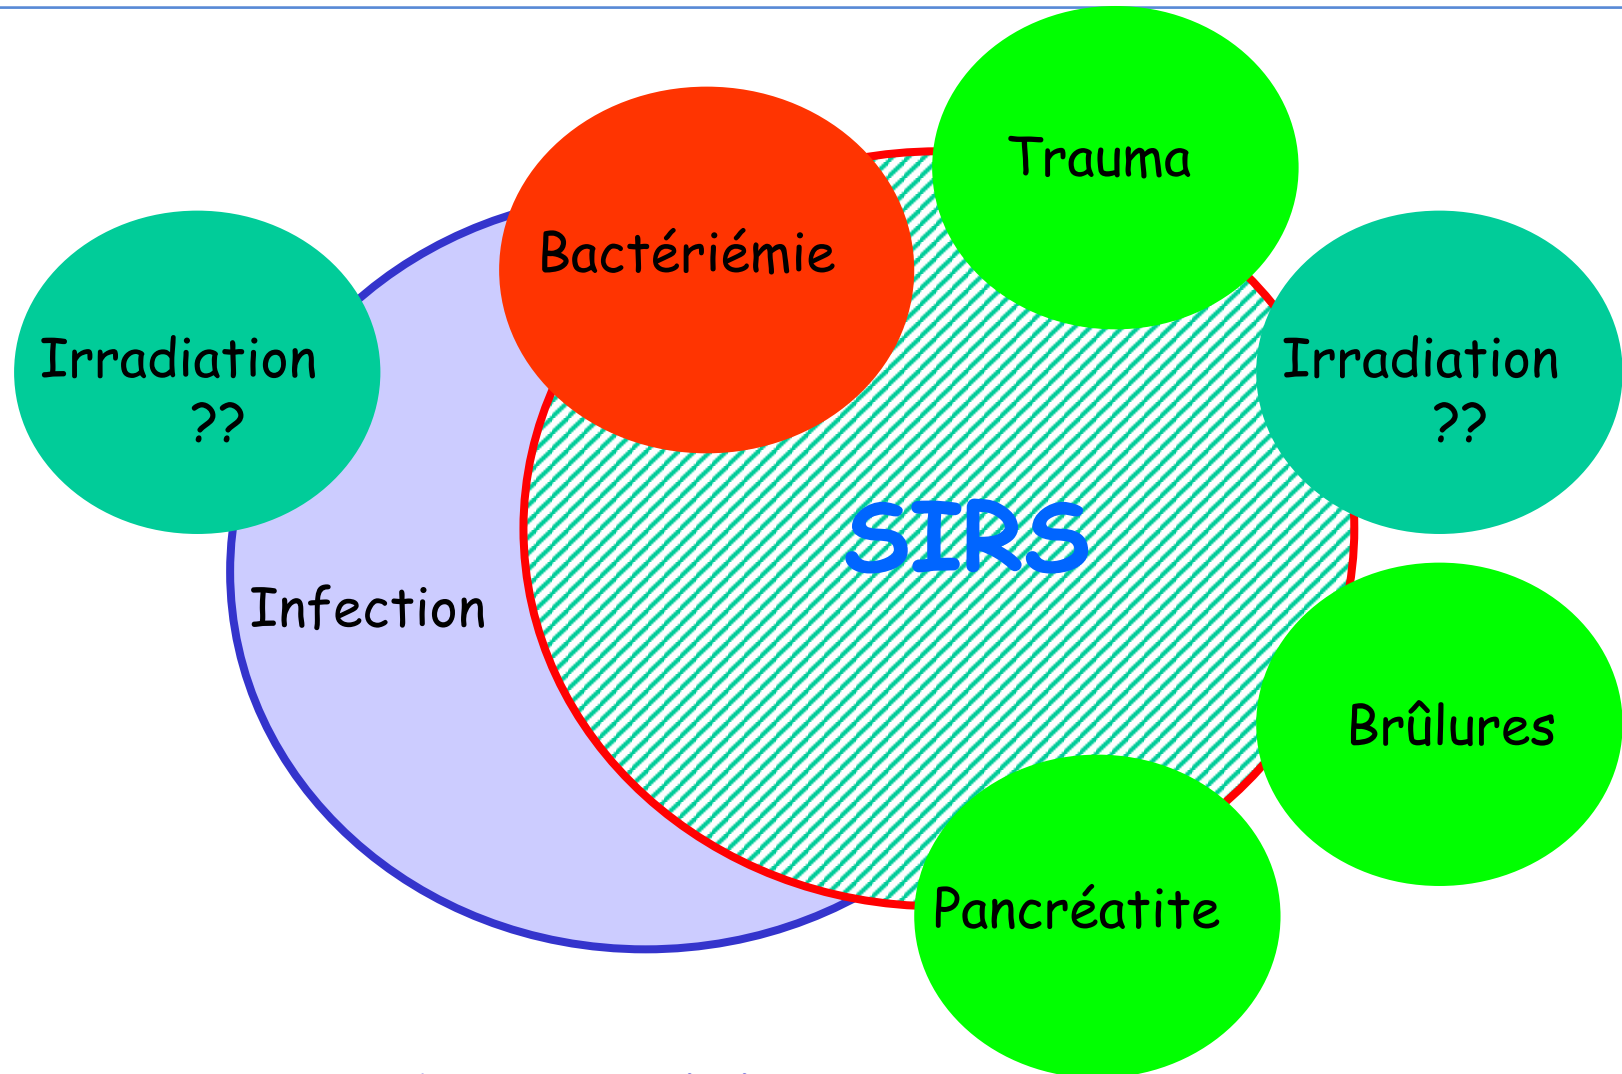 Trauma
Bactériémie
Irradiation
??
Irradiation
??
SIRS
Infection
Brûlures
Pancréatite